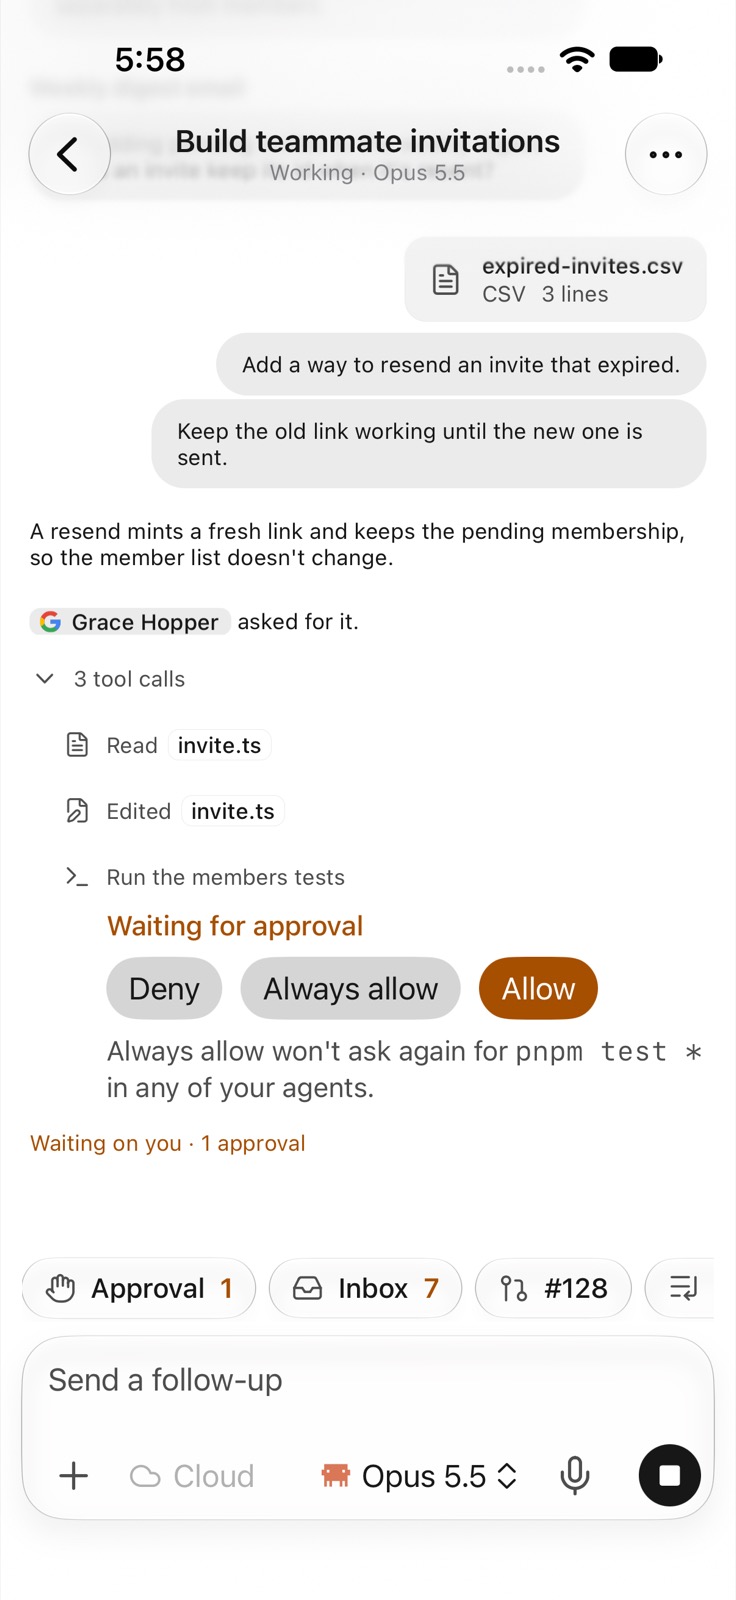 5:58
Build teammate invitations
Working · Opus 5.5
expired-invites.csv
CSV 3 lines
Add a way to resend an invite that expired.
Keep the old link working until the new one is
sent.
A resend mints a fresh link and keeps the pending membership,
so the member list doesn't change.
Grace Hopper asked for it.
3 tool calls
Read invite.ts
Edited invite.ts
Run the members tests
Waiting for approval
Deny
Always allow
Allow
Always allow won't ask again for pnpm test *
in any of your agents.
Waiting on you · 1 approval
Approval 1
Inbox 7
#128
Send a follow-up
Cloud
Opus 5.5